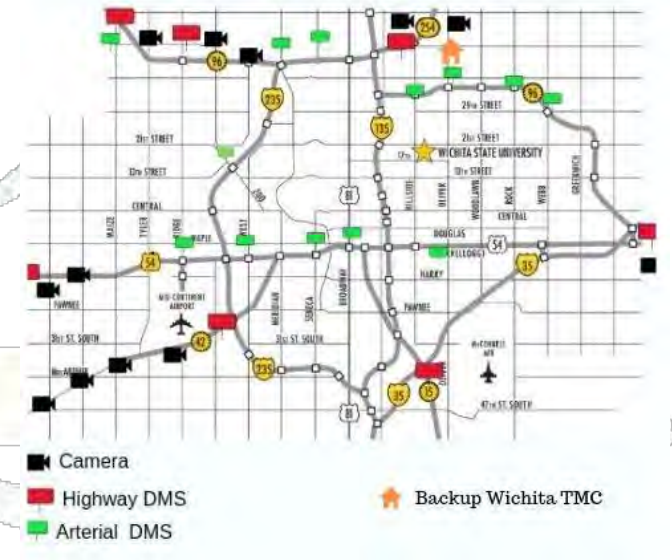 254
96
235
29TH STREET
96
135
21ST STREET
21ST STREET
17TH
WICHITA STATE UNIVERSITY
13TH STREET
13TH STREET
ZOO
81
MAIZE
TYLER
RIDGE
WEST
HILLSIDE
WOODLAWN
ROCK
WEBB
GREENWICH
CENTRAL
CENTRAL
MAPLE
DOUGLAS
54
(KELLOGG)
54
35
HARRY
MERIDIAN
SENECA
BROADWAY
PAWNEE
PAWNEE
MID-CONTINENT
AIRPORT
31ST ST. SOUTH
42
31ST ST. SOUTH
235
McCONNELL
AFB
OLIVER
MacARTHUR
35
15
81
47TH ST. SOUTH
Camera
Highway DMS
Arterial DMS
Backup Wichita TMC